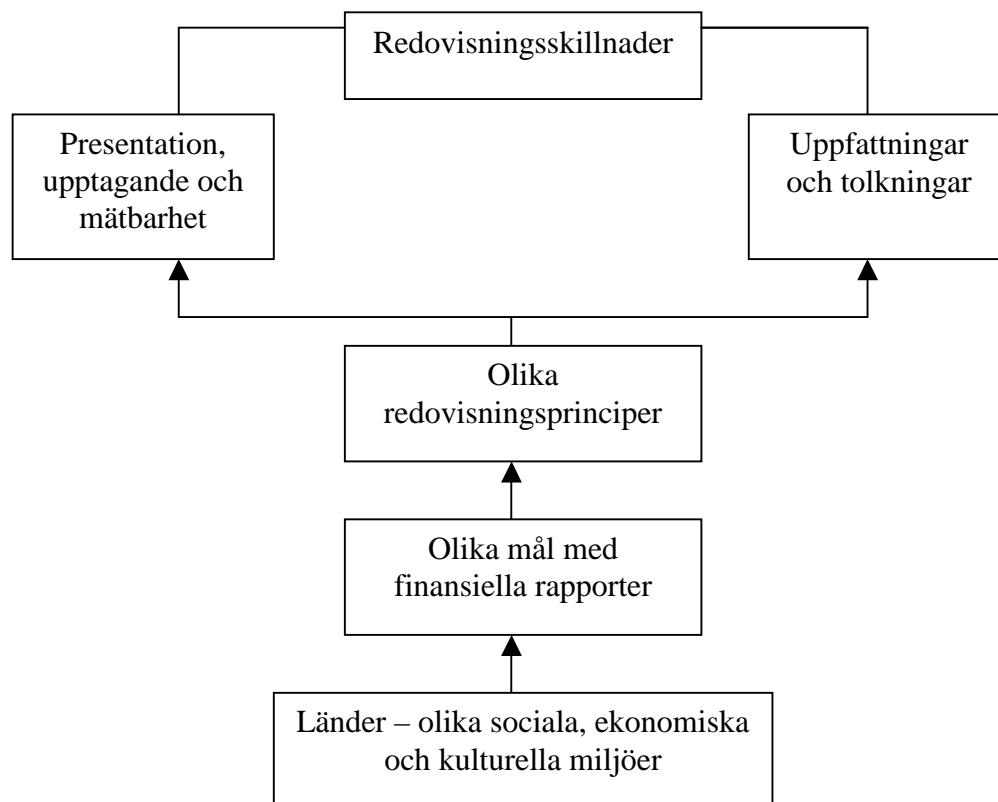 Redovisningsskillnader
Presentation,
upptagande och
mätbarhet
Uppfattningar
och tolkningar
Olika
redovisningsprinciper
Olika mål med
finansiella rapporter
Länder – olika sociala, ekonomiska
och kulturella miljöer